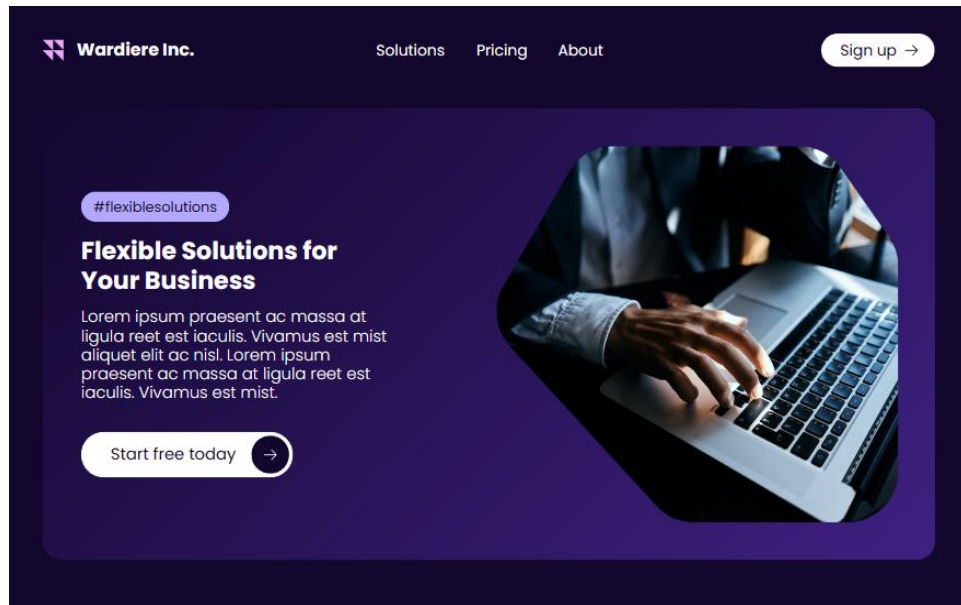 Wardiere Inc.
Solutions
Pricing
About
Sign up →
#flexiblesolutions
Flexible Solutions for
Your Business
Lorem ipsum praesent ac massa at
ligula reet est iaculis. Vivamus est mist
aliquet elit ac nisl. Lorem ipsum
praesent ac massa at ligula reet est
iaculis. Vivamus est mist.
Start free today →